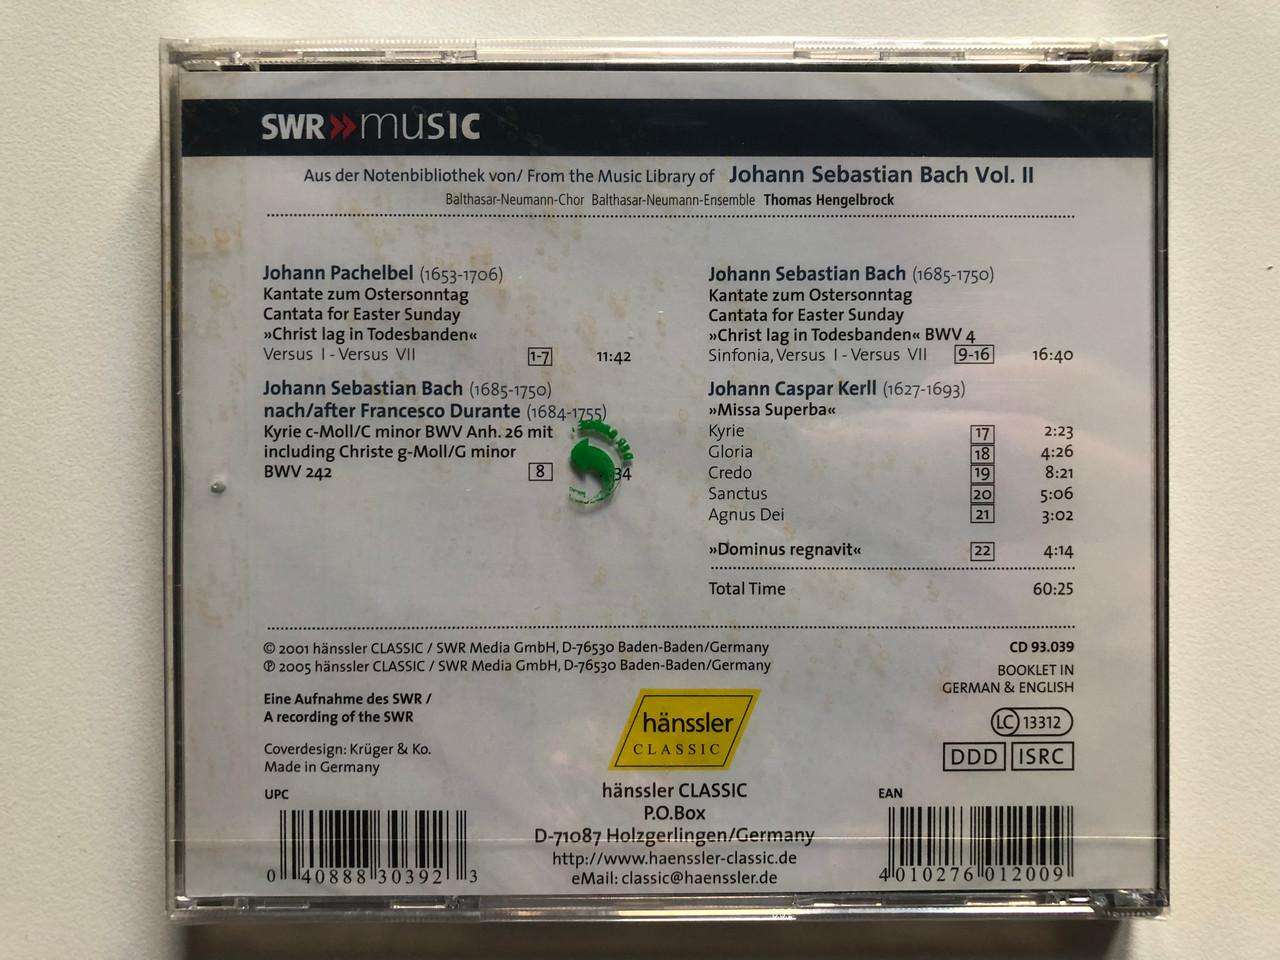 SWR»music
Aus der Notenbibliothek von/ From the Music Library of Johann Sebastian Bach Vol. II
Balthasar-Neumann-Chor Balthasar-Neumann-Ensemble Thomas Hengelbrock
Johann Pachelbel (1653-1706)
Kantate zum Ostersonntag
Cantata for Easter Sunday
»Christ lag in Todesbanden«
Versus I - Versus VII 1-7 11:42
Johann Sebastian Bach (1685-1750)
nach/after Francesco Durante (1684-1755)
Kyrie c-Moll/C minor BWV Anh. 26 mit
including Christe g-Moll/G minor
BWV 242 8 34
Johann Sebastian Bach (1685-1750)
Kantate zum Ostersonntag
Cantata for Easter Sunday
»Christ lag in Todesbanden« BWV 4
Sinfonia, Versus I - Versus VII 9-16 16:40
Johann Caspar Kerll (1627-1693)
»Missa Superba«
Kyrie 17 2:23
Gloria 18 4:26
Credo 19 8:21
Sanctus 20 5:06
Agnus Dei 21 3:02
»Dominus regnavit« 22 4:14
Total Time 60:25
© 2001 hänssler CLASSIC / SWR Media GmbH, D-76530 Baden-Baden/Germany
℗ 2005 hänssler CLASSIC / SWR Media GmbH, D-76530 Baden-Baden/Germany
Eine Aufnahme des SWR /
A recording of the SWR
Coverdesign: Krüger & Ko.
Made in Germany
CD 93.039
BOOKLET IN
GERMAN & ENGLISH
LC 13312
DDD ISRC
hänssler
CLASSIC
hänssler CLASSIC
P.O.Box
D-71087 Holzgerlingen/Germany
http://www.haenssler-classic.de
eMail: classic@haenssler.de
UPC
0 40888 30392 3
EAN
4 010276 012009